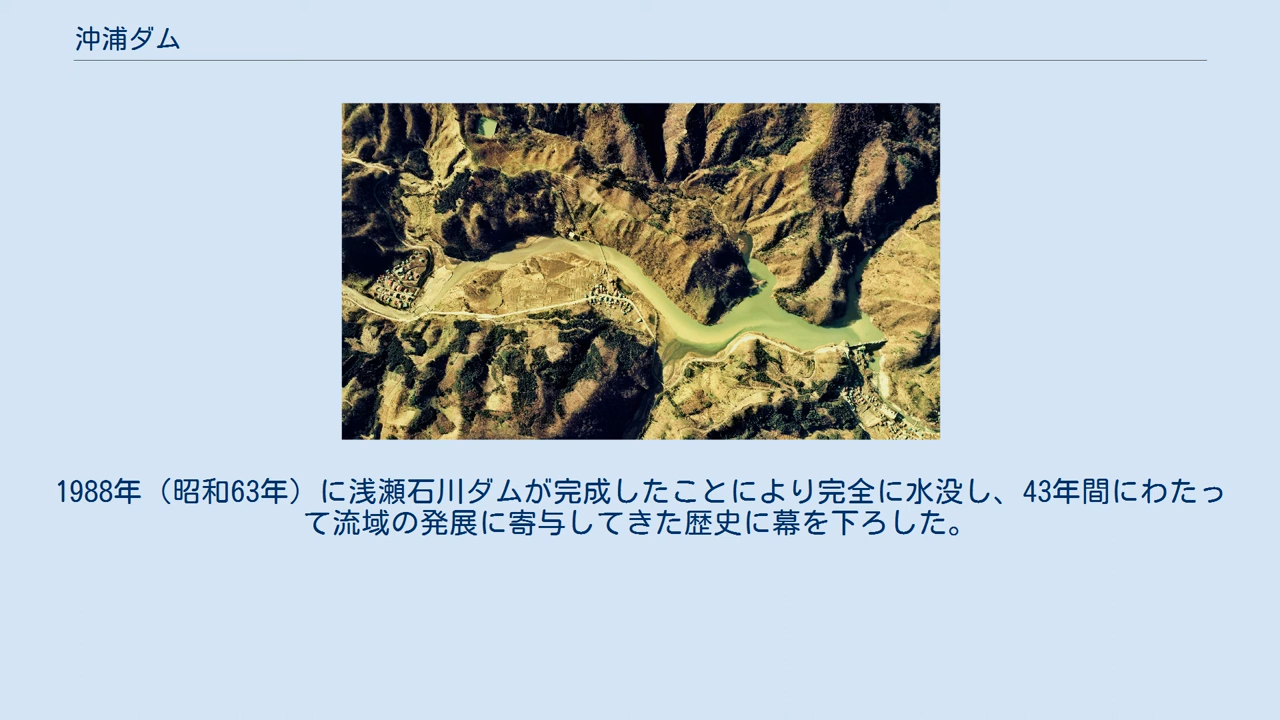 沖浦ダム
1988年（昭和63年）に浅瀬石川ダムが完成したことにより完全に水没し、43年間にわたっ
て流域の発展に寄与してきた歴史に幕を下ろした。